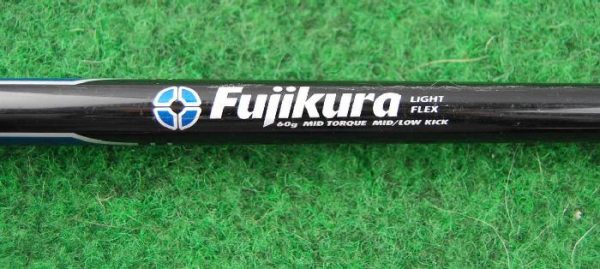 Fujikura LIGHT FLEX
60g MID TORQUE MID/LOW KICK